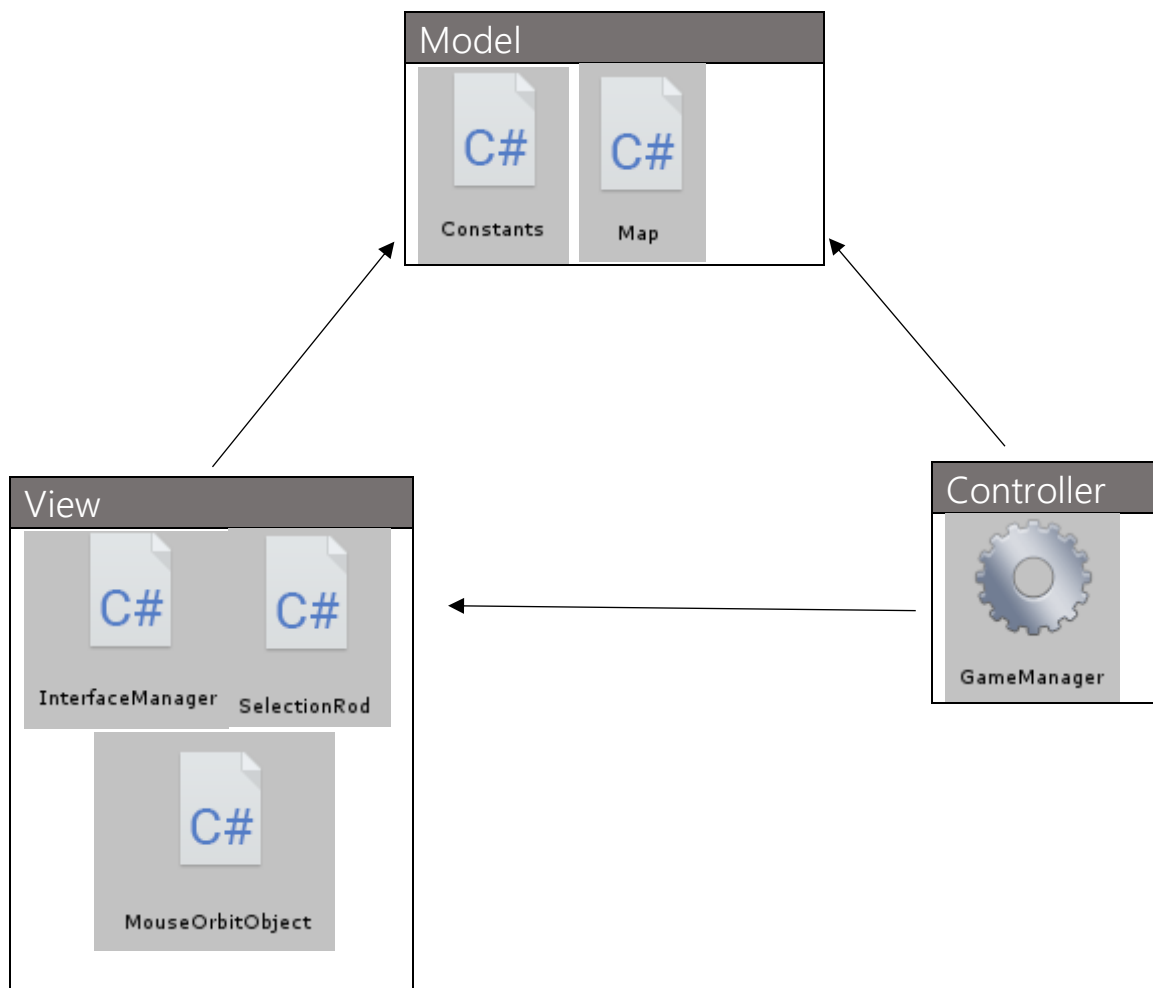 Model
C#
C#
Constants
Map
View
C#
C#
InterfaceManager
SelectionRod
C#
MouseOrbitObject
Controller
GameManager